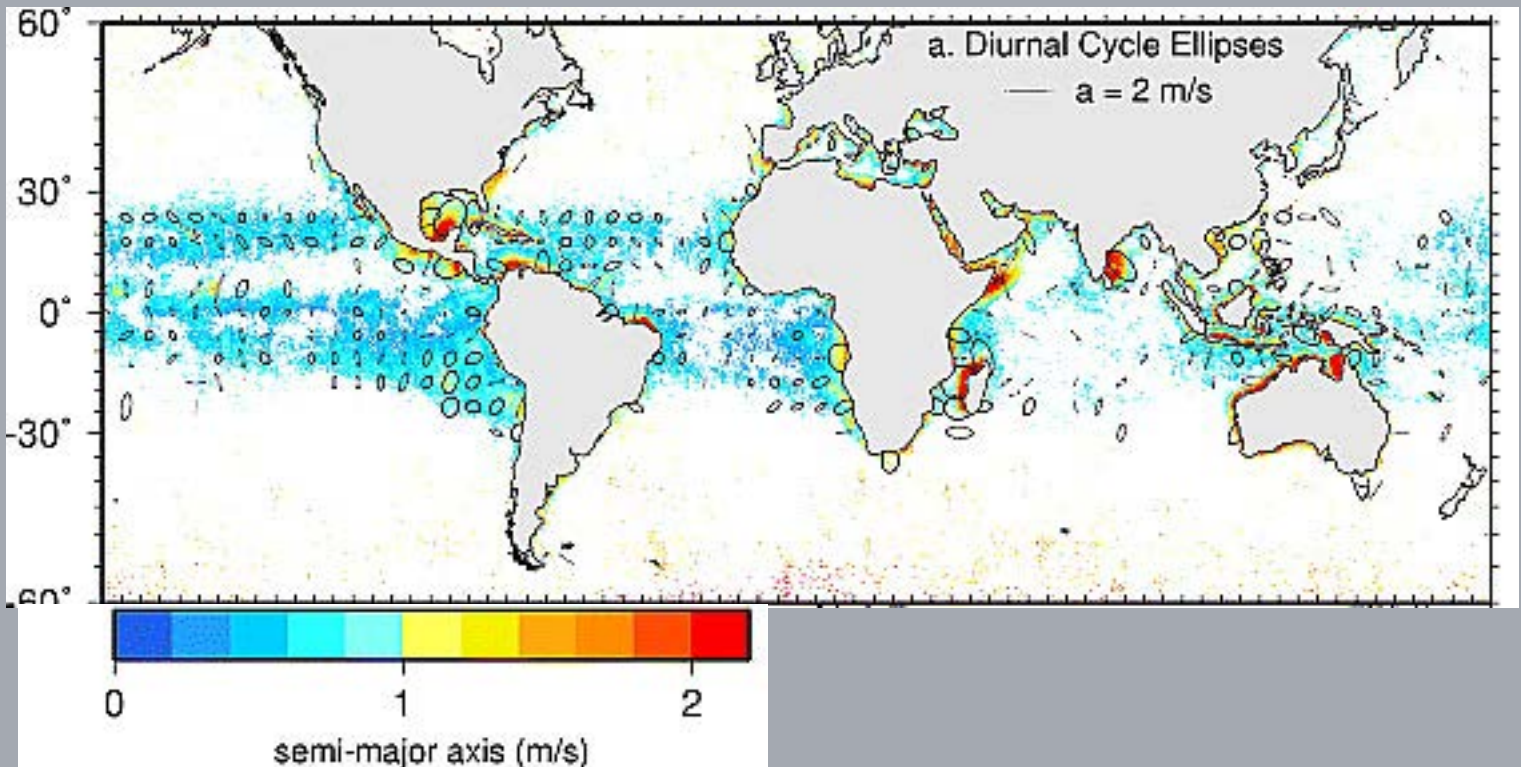 60°
a. Diurnal Cycle Ellipses
a = 2 m/s
30°
0°
-30°
-60°
0 1 2
semi-major axis (m/s)